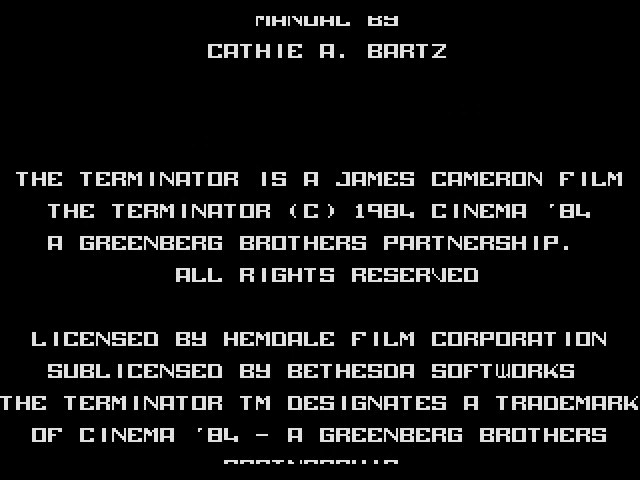 MANUAL BY
CATHIE A. BARTZ
THE TERMINATOR IS A JAMES CAMERON FILM
THE TERMINATOR (C) 1984 CINEMA '84
A GREENBERG BROTHERS PARTNERSHIP.
ALL RIGHTS RESERVED
LICENSED BY HEMDALE FILM CORPORATION
SUBLICENSED BY BETHESDA SOFTWORKS
THE TERMINATOR TM DESIGNATES A TRADEMARK
OF CINEMA '84 - A GREENBERG BROTHERS
PARTNERSHIP